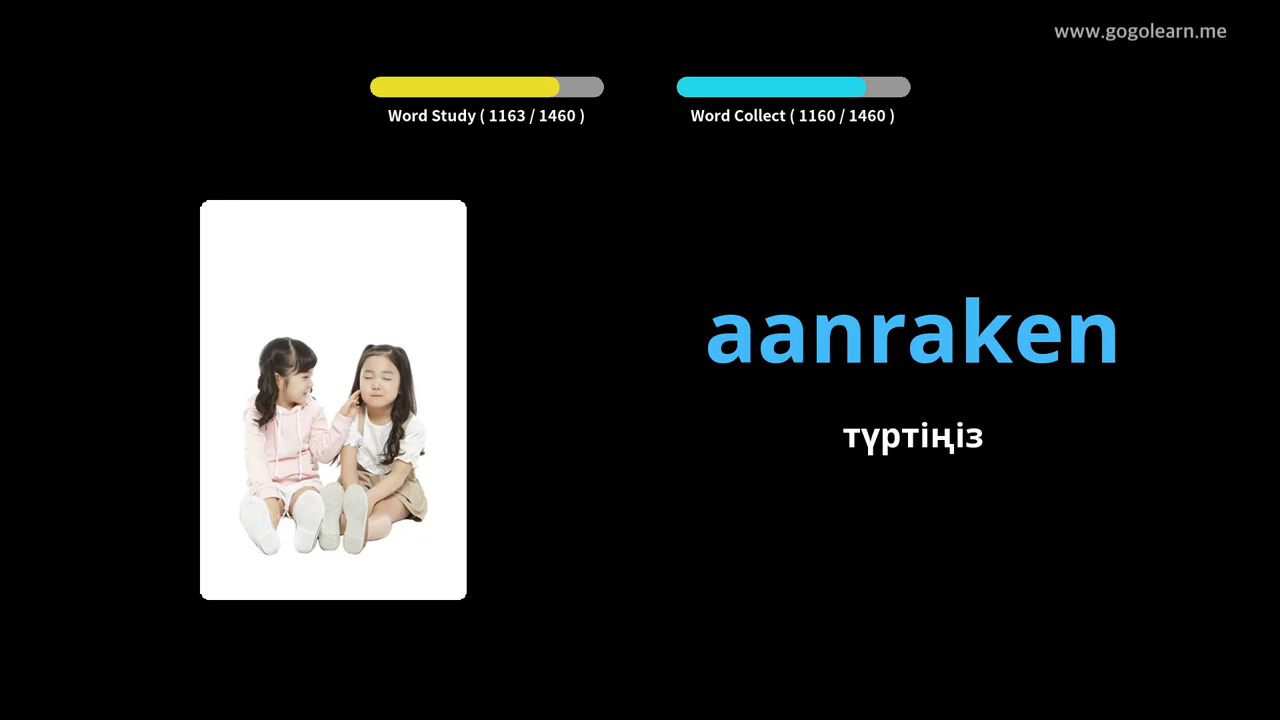 www.gogolearn.me
Word Study ( 1163 / 1460 )
Word Collect ( 1160 / 1460 )
aanraken
түртіңіз